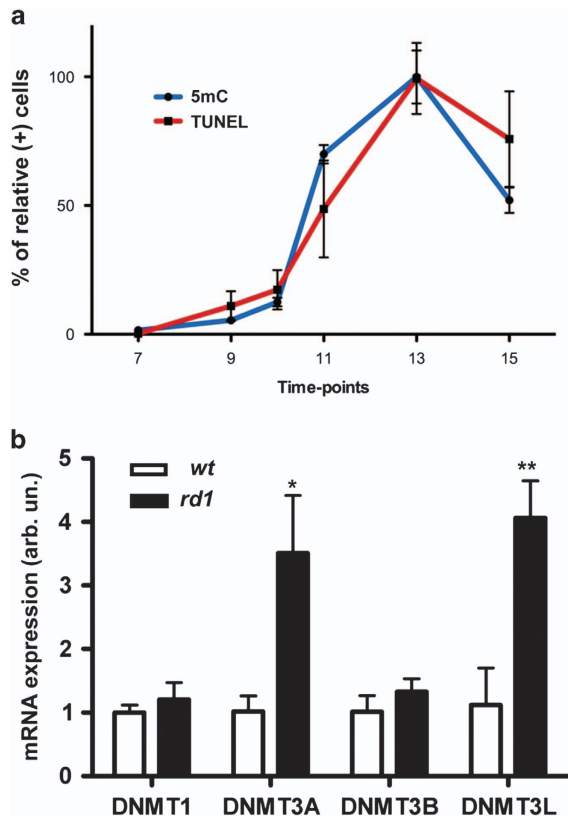 a
% of relative (+) cells
100
50
0
5mC
TUNEL
7 9 11 13 15
Time-points
b
mRNA expression (arb. un.)
5
4
3
2
1
0
wt
rd1
*
**
DNMT1 DNMT3A DNMT3B DNMT3L